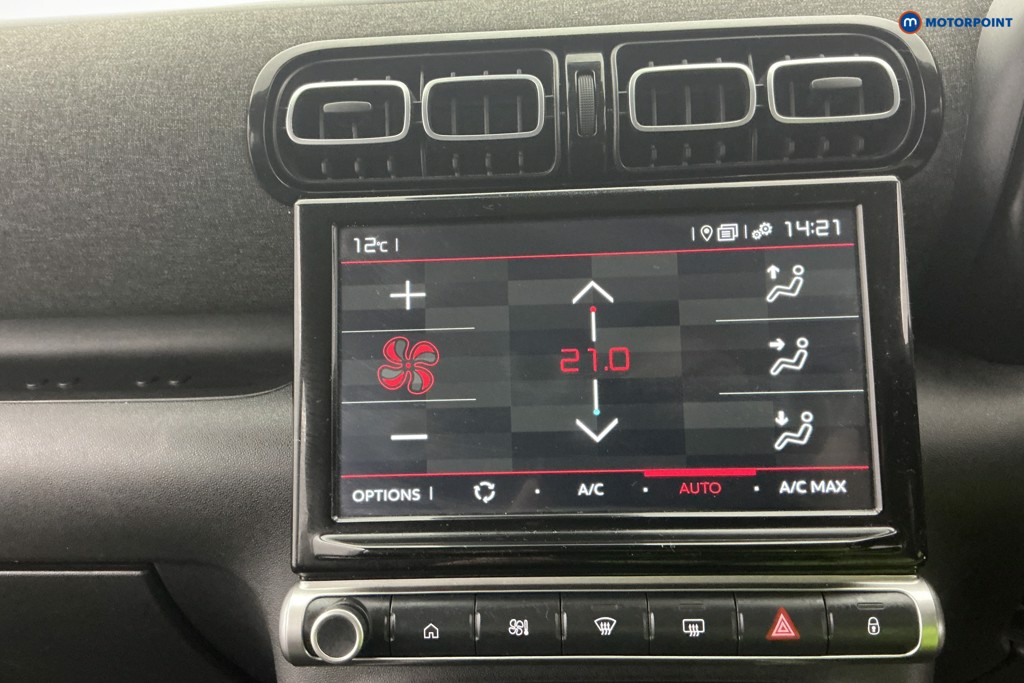 m MOTORPOINT
12°C 14:21
21.0
OPTIONS A/C AUTO A/C MAX